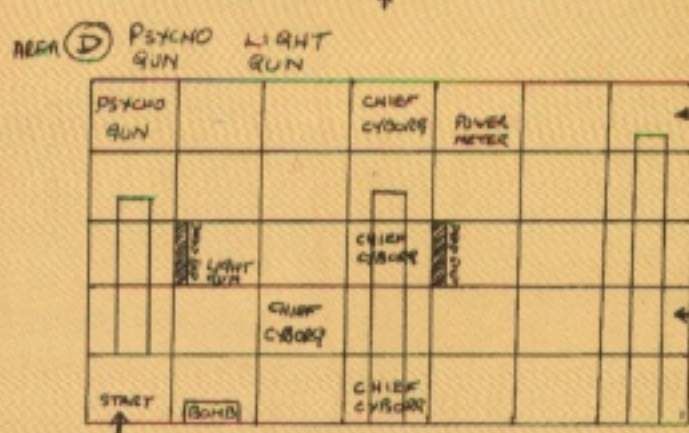 AREA D PSYCHO LIGHT
GUN GUN
PSYCHO
GUN
CHIEF
CYBORG
POWER
METER
LIGHT
GUN
CHIEF
CYBORG
CHIEF
CYBORG
START
BOMB
CHIEF
CYBORG